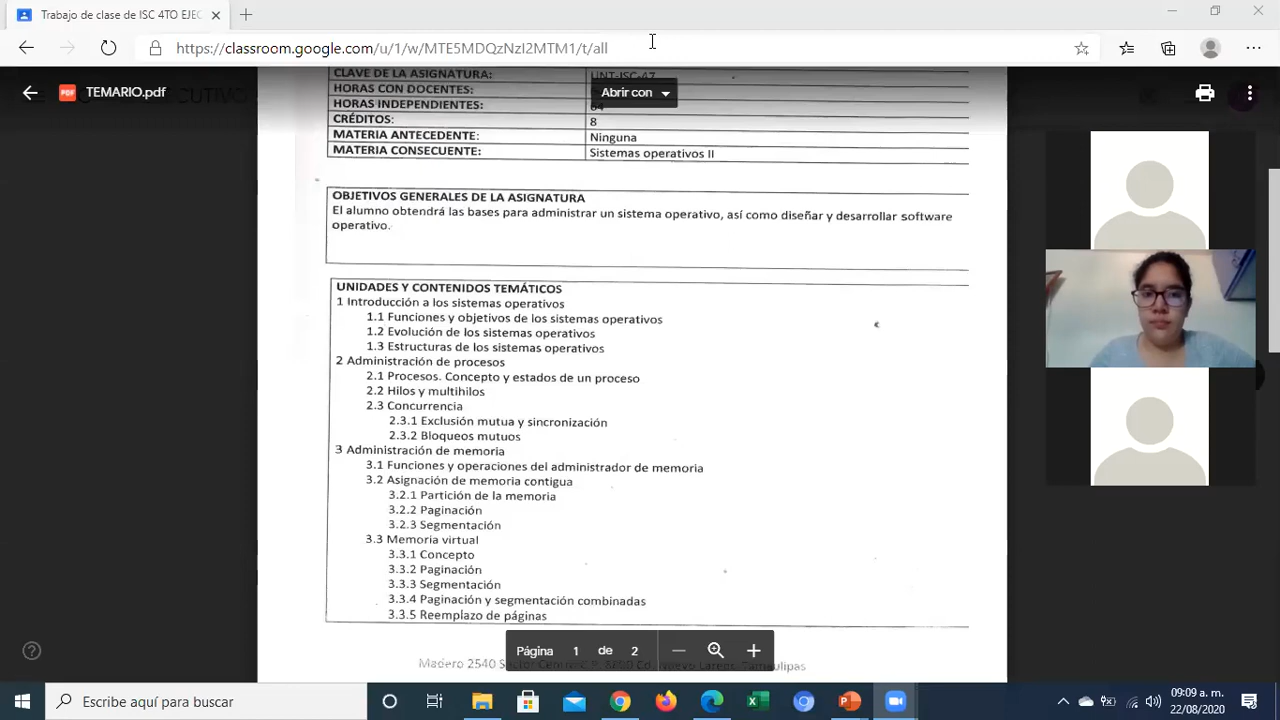 Trabajo de clase de ISC 4TO EJEC
https://classroom.google.com/u/1/w/MTE5MDQzNzI2MTM1/t/all
TEMARIO.pdf
Abrir con
CLAVE DE LA ASIGNATURA: UNT-ISC-47
HORAS CON DOCENTES:
HORAS INDEPENDIENTES: 64
CRÉDITOS: 8
MATERIA ANTECEDENTE: Ninguna
MATERIA CONSECUENTE: Sistemas operativos II
OBJETIVOS GENERALES DE LA ASIGNATURA
El alumno obtendrá las bases para administrar un sistema operativo, así como diseñar y desarrollar software
operativo.
UNIDADES Y CONTENIDOS TEMÁTICOS
1 Introducción a los sistemas operativos
1.1 Funciones y objetivos de los sistemas operativos
1.2 Evolución de los sistemas operativos
1.3 Estructuras de los sistemas operativos
2 Administración de procesos
2.1 Procesos. Concepto y estados de un proceso
2.2 Hilos y multihilos
2.3 Concurrencia
2.3.1 Exclusión mutua y sincronización
2.3.2 Bloqueos mutuos
3 Administración de memoria
3.1 Funciones y operaciones del administrador de memoria
3.2 Asignación de memoria contigua
3.2.1 Partición de la memoria
3.2.2 Paginación
3.2.3 Segmentación
3.3 Memoria virtual
3.3.1 Concepto
3.3.2 Paginación
3.3.3 Segmentación
3.3.4 Paginación y segmentación combinadas
3.3.5 Reemplazo de páginas
Página 1 de 2
Madero 2540 Sector Nuevo Laredo, Tamaulipas
Escribe aquí para buscar
09:09 a. m.
22/08/2020